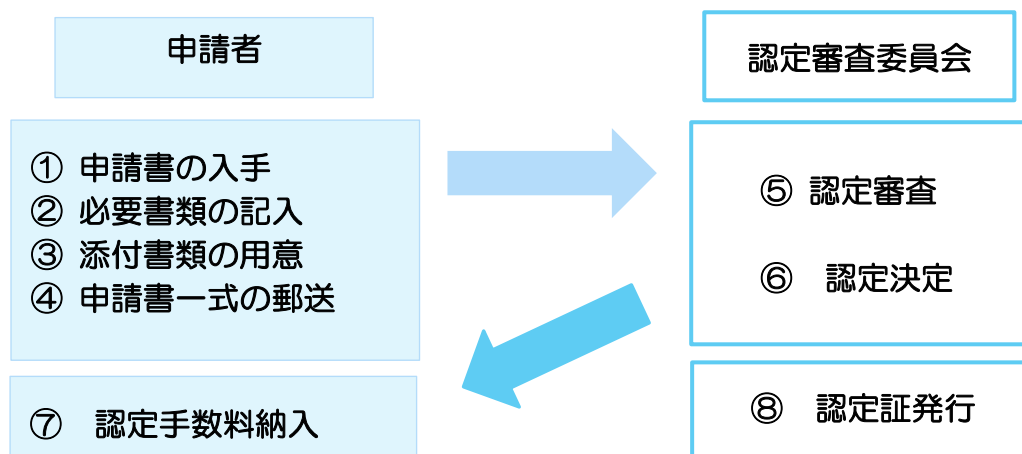 申請者
認定審査委員会
① 申請書の入手
② 必要書類の記入
③ 添付書類の用意
④ 申請書一式の郵送
⑤ 認定審査
⑥ 認定決定
⑦ 認定手数料納入
⑧ 認定証発行